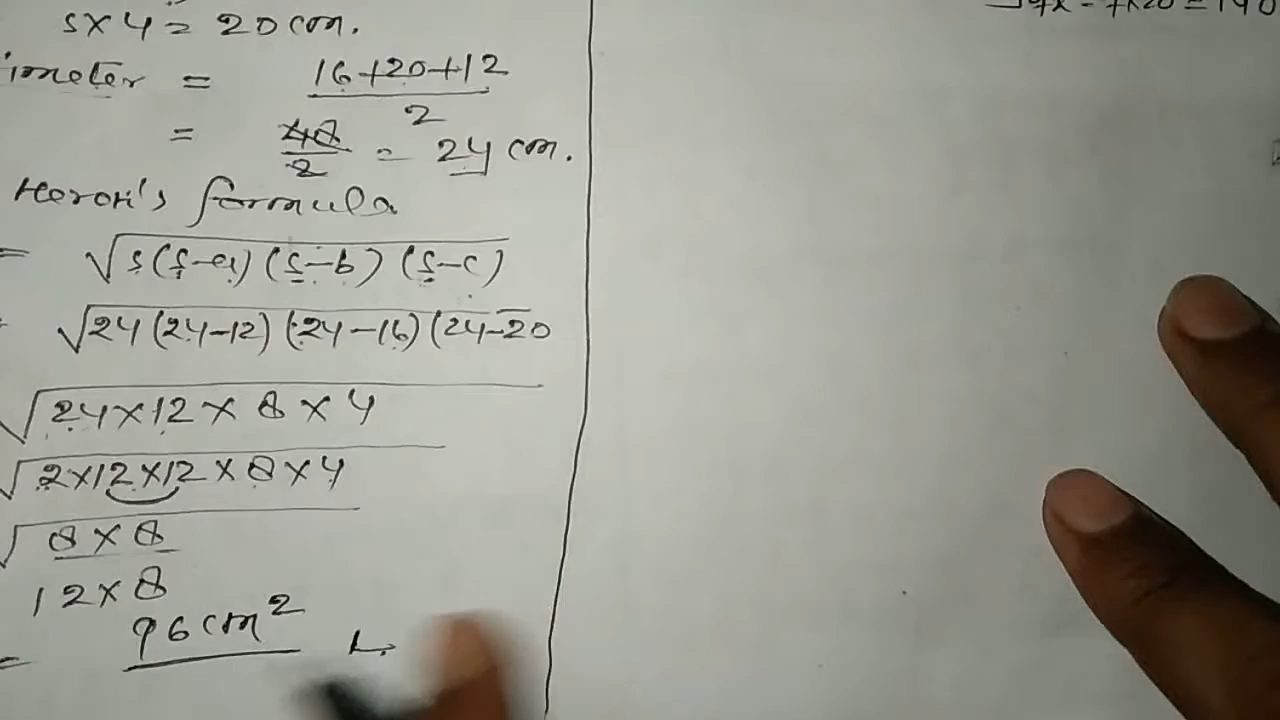 5×4 = 20 cm.
imeter = 16+20+12
2
= 48/2 = 24 cm.
Heron's formula
= √s(s-a)(s-b)(s-c)
√24(24-12)(24-16)(24-20
√24×12×8×4
√2×12×12×8×4
√8×8
12×8
= 96 cm²